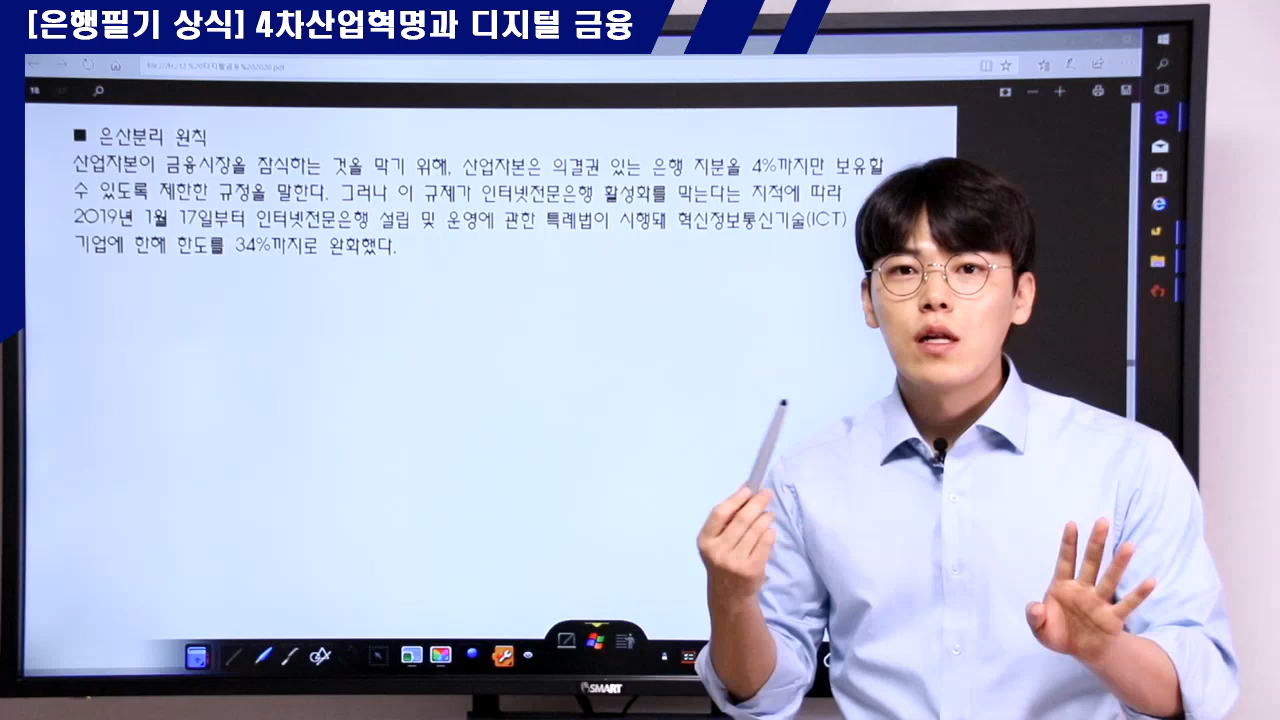 [은행필기 상식] 4차산업혁명과 디지털 금융
18
■ 은산분리 원칙
산업자본이 금융시장을 잠식하는 것을 막기 위해, 산업자본은 의결권 있는 은행 지분을 4%까지만 보유할
수 있도록 제한한 규정을 말한다. 그러나 이 규제가 인터넷전문은행 활성화를 막는다는 지적에 따라
2019년 1월 17일부터 인터넷전문은행 설립 및 운영에 관한 특례법이 시행돼 혁신정보통신기술(ICT)
기업에 한해 한도를 34%까지로 완화했다.
SMART